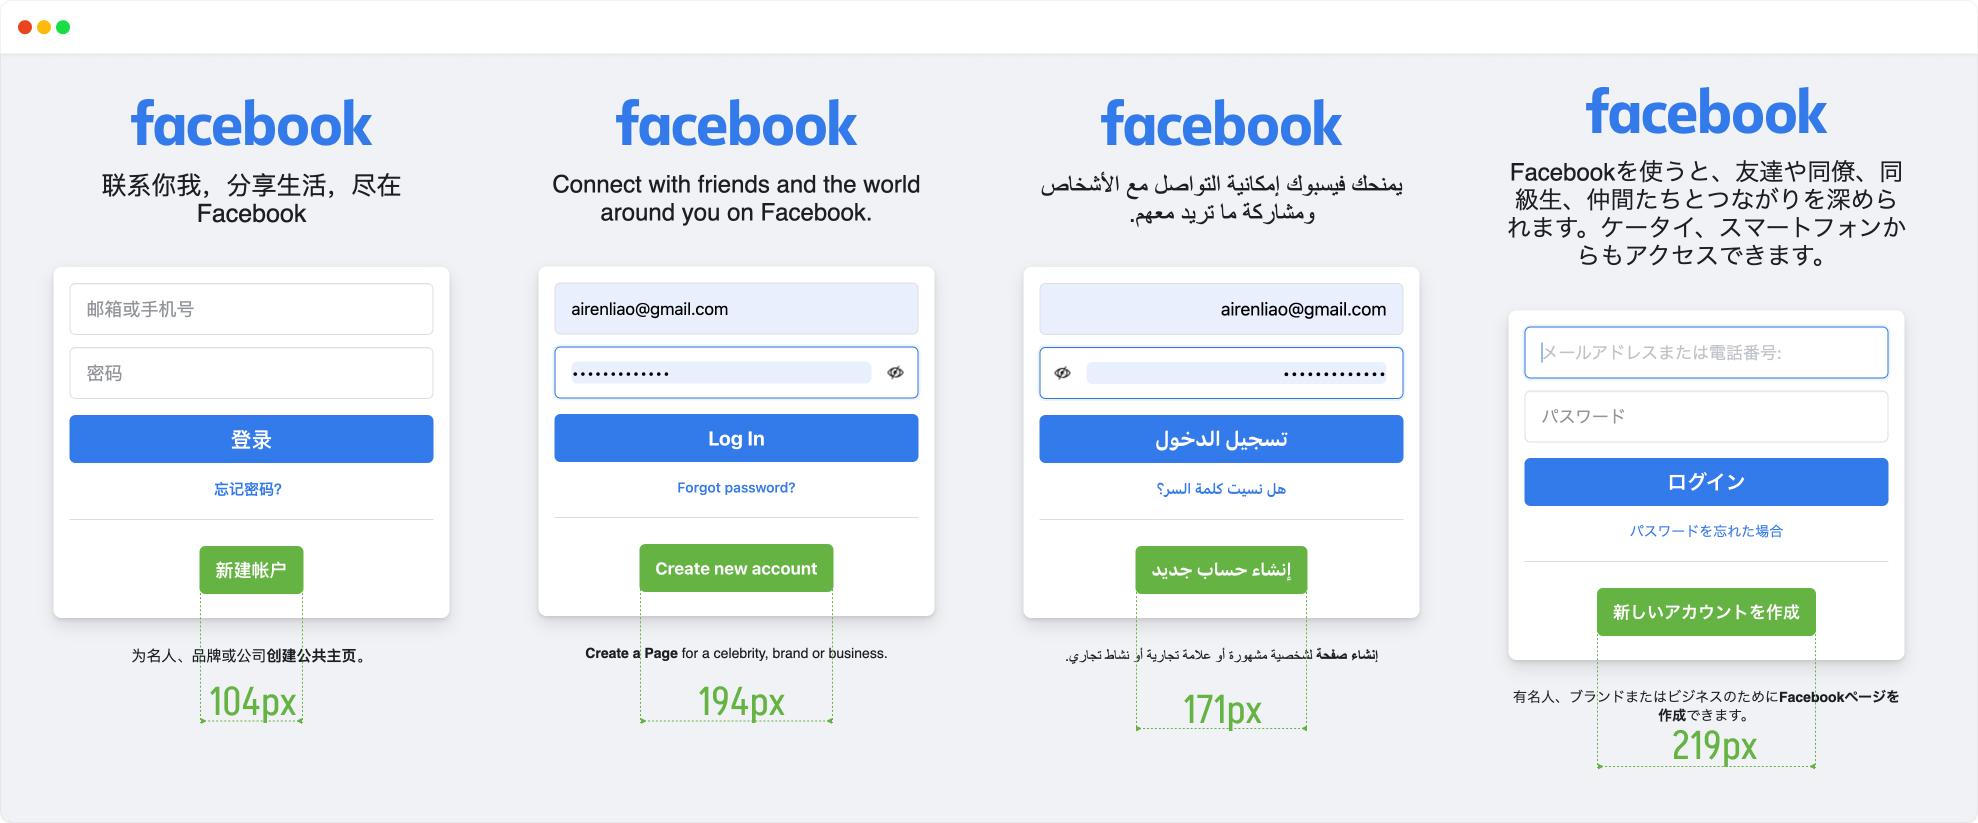 facebook
联系你我，分享生活，尽在
Facebook
邮箱或手机号
密码
登录
忘记密码?
新建帐户
为名人、品牌或公司创建公共主页。
104px
facebook
Connect with friends and the world
around you on Facebook.
airenliao@gmail.com
•••••••••••••
Log In
Forgot password?
Create new account
Create a Page for a celebrity, brand or business.
194px
facebook
يمنحك فيسبوك إمكانية التواصل مع الأشخاص
ومشاركة ما تريد معهم.
airenliao@gmail.com
•••••••••••••
تسجيل الدخول
هل نسيت كلمة السر؟
إنشاء حساب جديد
إنشاء صفحة لشخصية مشهورة أو علامة تجارية أو نشاط تجاري.
171px
facebook
Facebookを使うと、友達や同僚、同
級生、仲間たちとつながりを深めら
れます。ケータイ、スマートフォンか
らもアクセスできます。
メールアドレスまたは電話番号:
パスワード
ログイン
パスワードを忘れた場合
新しいアカウントを作成
有名人、ブランドまたはビジネスのためにFacebookページを
作成できます。
219px